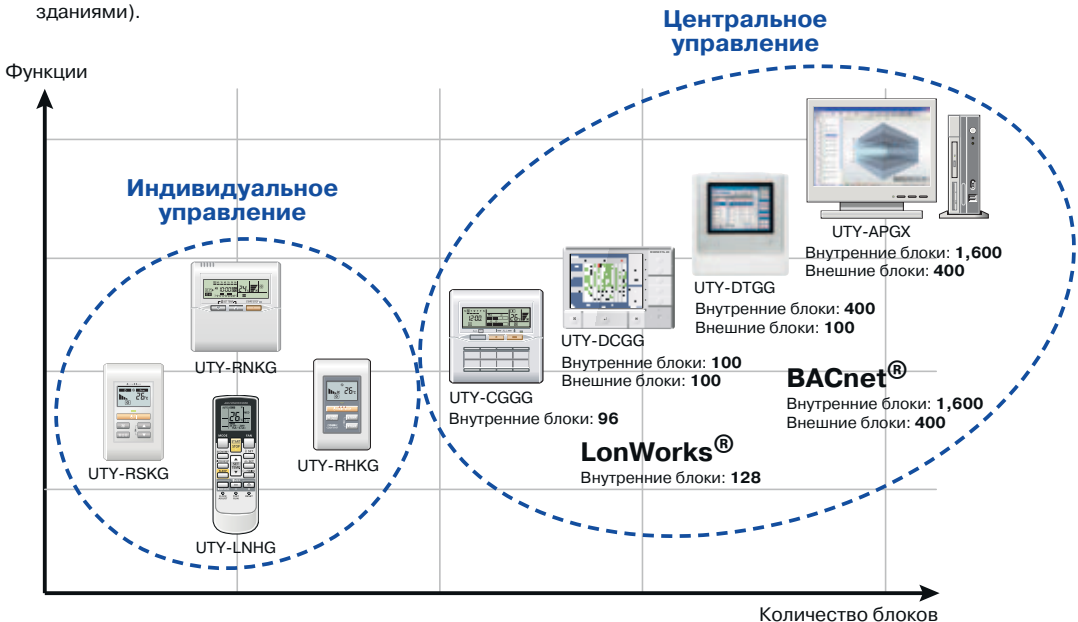 зданиями).
Центральное
управление
Функции
Индивидуальное
управление
UTY-APGX
Внутренние блоки: 1,600
Внешние блоки: 400
UTY-DTGG
Внутренние блоки: 400
Внешние блоки: 100
UTY-DCGG
Внутренние блоки: 100
Внешние блоки: 100
UTY-CGGG
Внутренние блоки: 96
BACnet®
Внутренние блоки: 1,600
Внешние блоки: 400
LonWorks®
Внутренние блоки: 128
UTY-RNKG
UTY-RSKG
UTY-RHKG
UTY-LNHG
Количество блоков